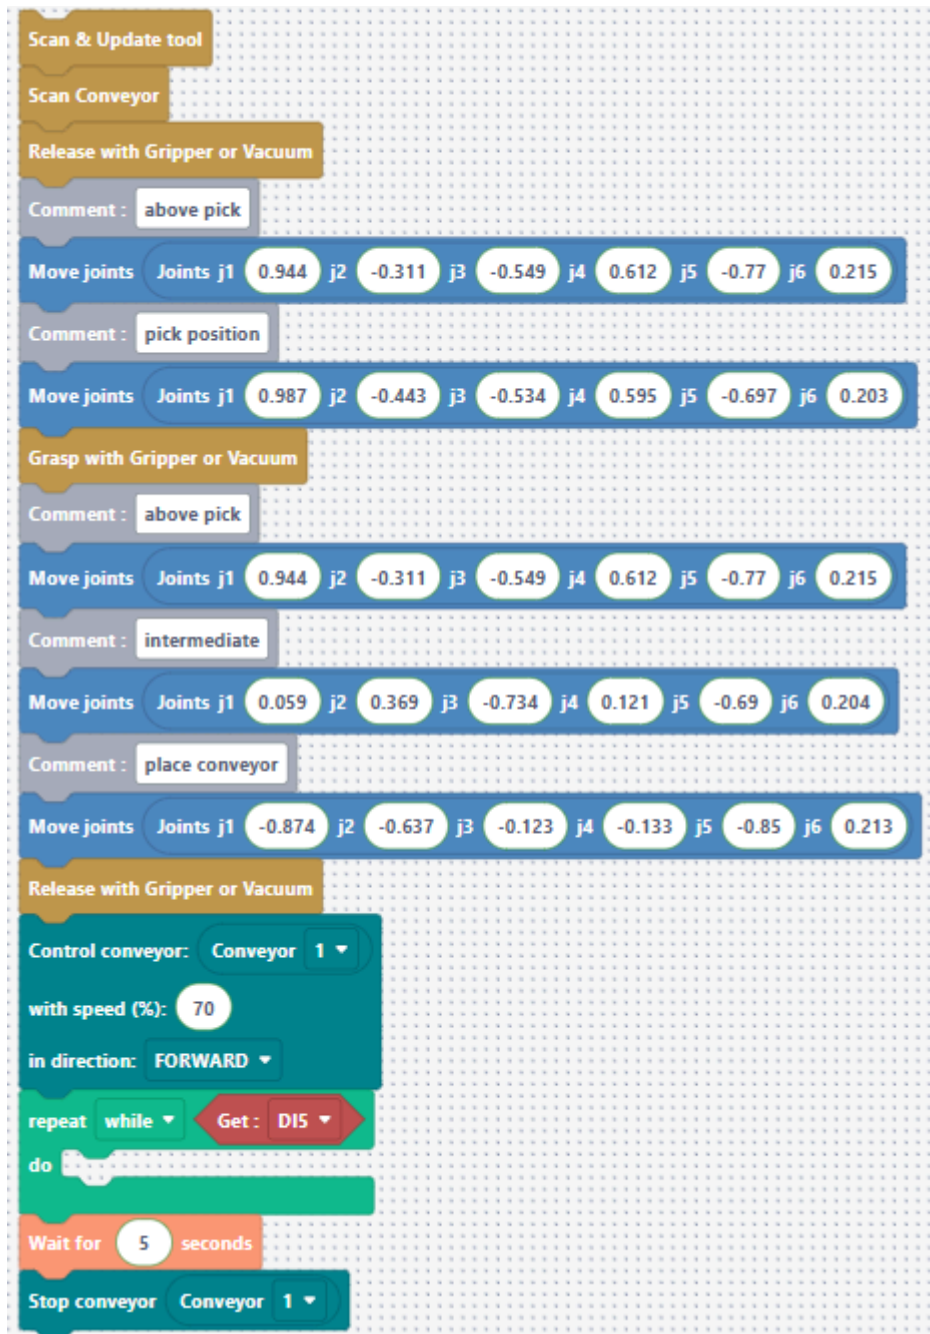 Scan & Update tool
Scan Conveyor
Release with Gripper or Vacuum
Comment : above pick
Move joints Joints j1 0.944 j2 -0.311 j3 -0.549 j4 0.612 j5 -0.77 j6 0.215
Comment : pick position
Move joints Joints j1 0.987 j2 -0.443 j3 -0.534 j4 0.595 j5 -0.697 j6 0.203
Grasp with Gripper or Vacuum
Comment : above pick
Move joints Joints j1 0.944 j2 -0.311 j3 -0.549 j4 0.612 j5 -0.77 j6 0.215
Comment : intermediate
Move joints Joints j1 0.059 j2 0.369 j3 -0.734 j4 0.121 j5 -0.69 j6 0.204
Comment : place conveyor
Move joints Joints j1 -0.874 j2 -0.637 j3 -0.123 j4 -0.133 j5 -0.85 j6 0.213
Release with Gripper or Vacuum
Control conveyor: Conveyor 1
with speed (%): 70
in direction: FORWARD
repeat while Get : DI5
do
Wait for 5 seconds
Stop conveyor Conveyor 1